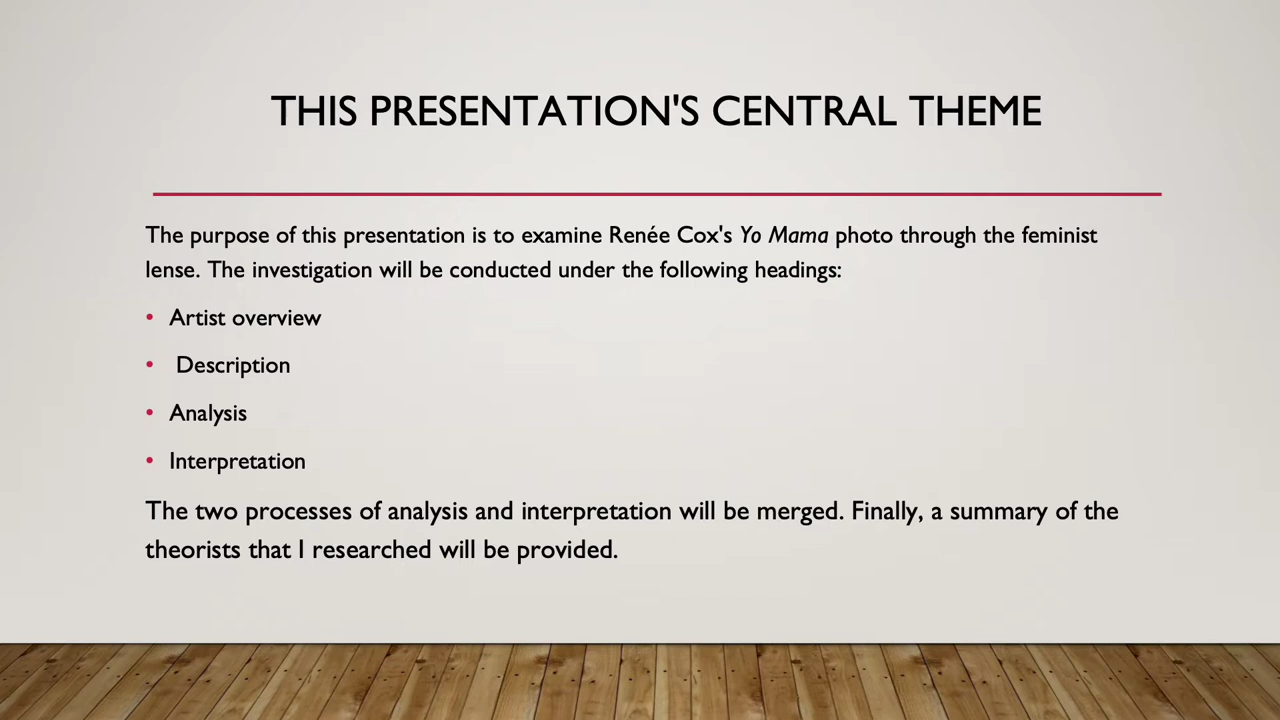 THIS PRESENTATION'S CENTRAL THEME
The purpose of this presentation is to examine Renée Cox's Yo Mama photo through the feminist
lense. The investigation will be conducted under the following headings:
• Artist overview
• Description
• Analysis
• Interpretation
The two processes of analysis and interpretation will be merged. Finally, a summary of the
theorists that I researched will be provided.